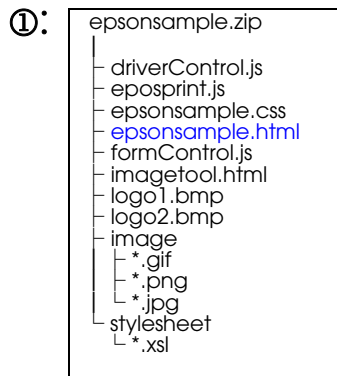 ①:
epsonsample.zip
driverControl.js
eposprint.js
epsonsample.css
epsonsample.html
formControl.js
imagetool.html
logo1.bmp
logo2.bmp
image
*.gif
*.png
*.jpg
stylesheet
*.xsl